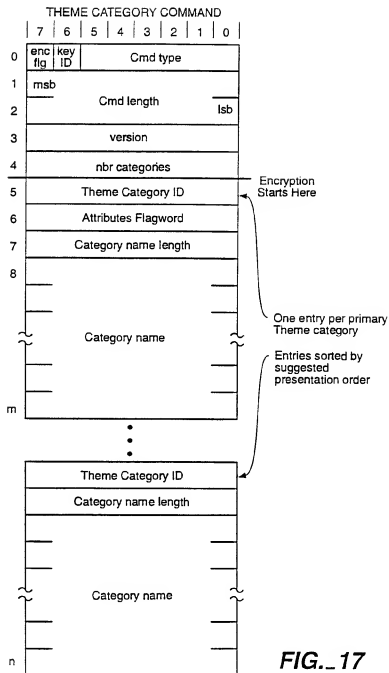 THEME CATEGORY COMMAND
| 7 | 6 | 5 | 4 | 3 | 2 | 1 | 0 |
0 enc flg key ID Cmd type
1 msb
Cmd length
2 lsb
3 version
4 nbr categories
Encryption
Starts Here
5 Theme Category ID
6 Attributes Flagword
7 Category name length
8
One entry per primary
Theme category
Category name
Entries sorted by
suggested
presentation order
m
Theme Category ID
Category name length
Category name
n
FIG._17